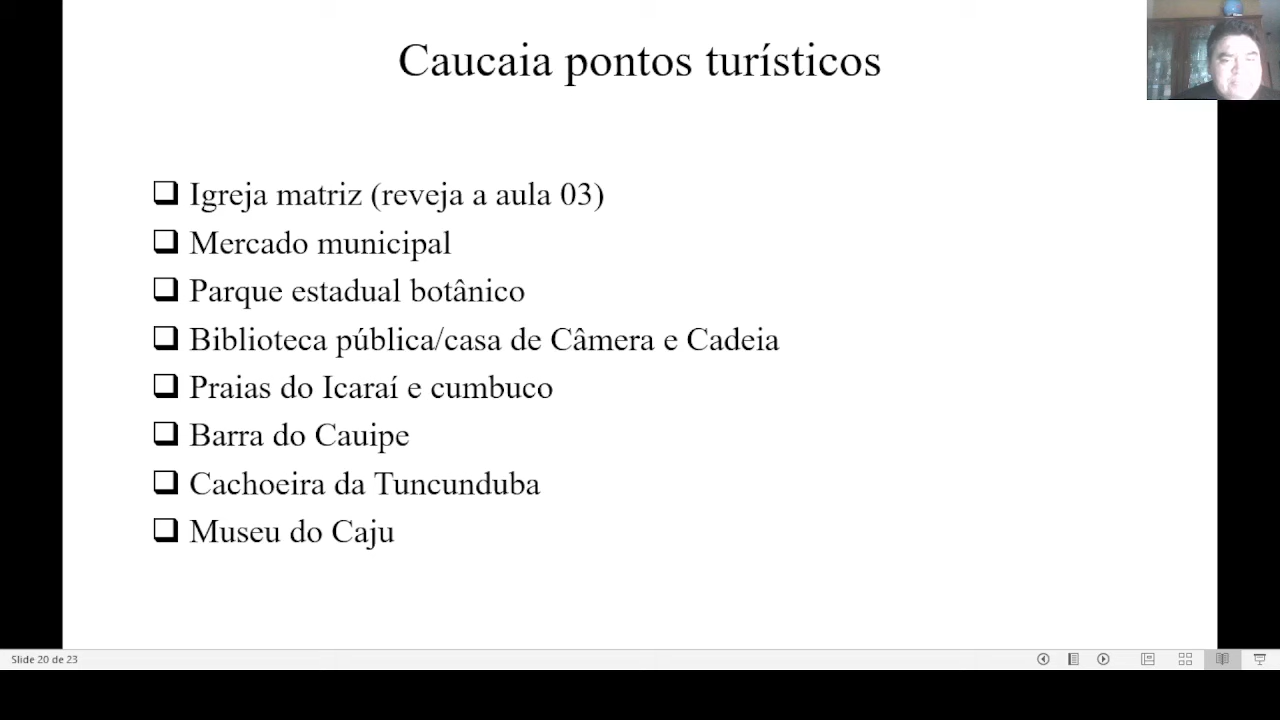 Caucaia pontos turísticos
Igreja matriz (reveja a aula 03)
Mercado municipal
Parque estadual botânico
Biblioteca pública/casa de Câmera e Cadeia
Praias do Icaraí e cumbuco
Barra do Cauipe
Cachoeira da Tuncunduba
Museu do Caju
Slide 20 de 23